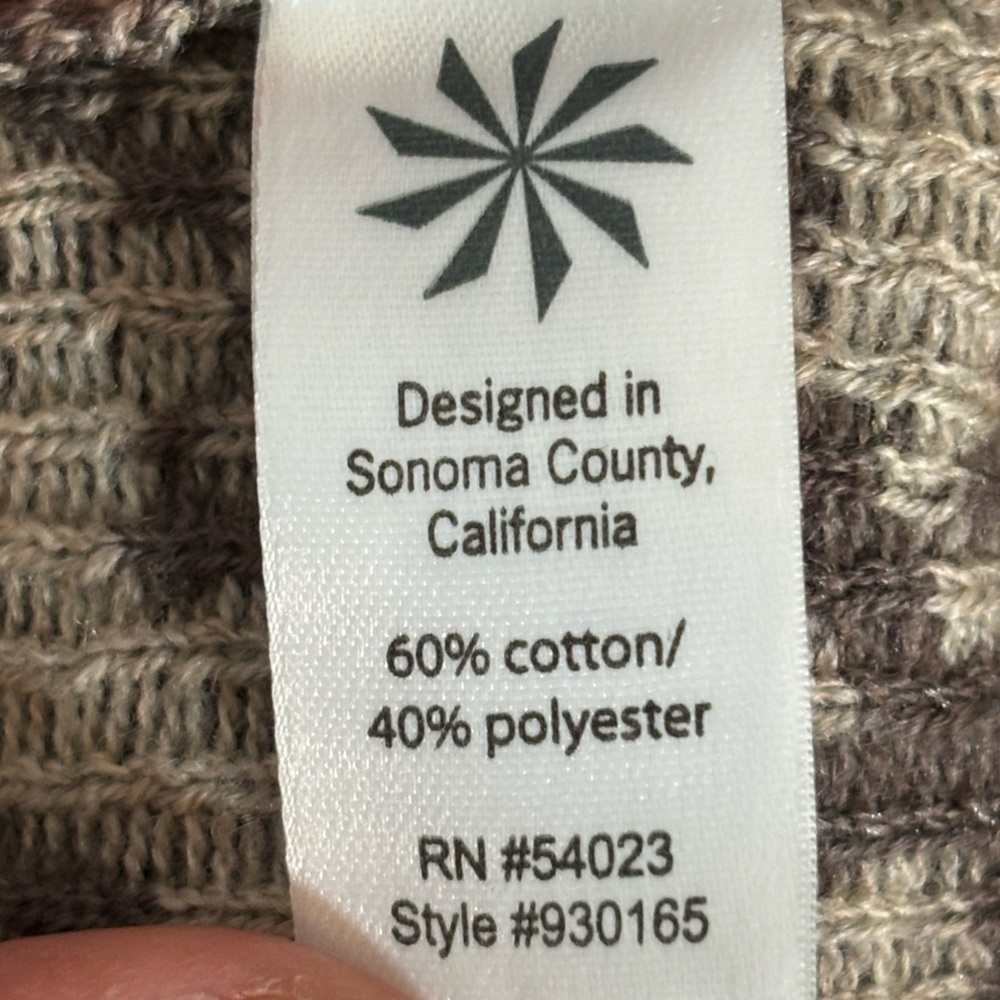 Designed in
Sonoma County,
California
60% cotton/
40% polyester
RN #54023
Style #930165